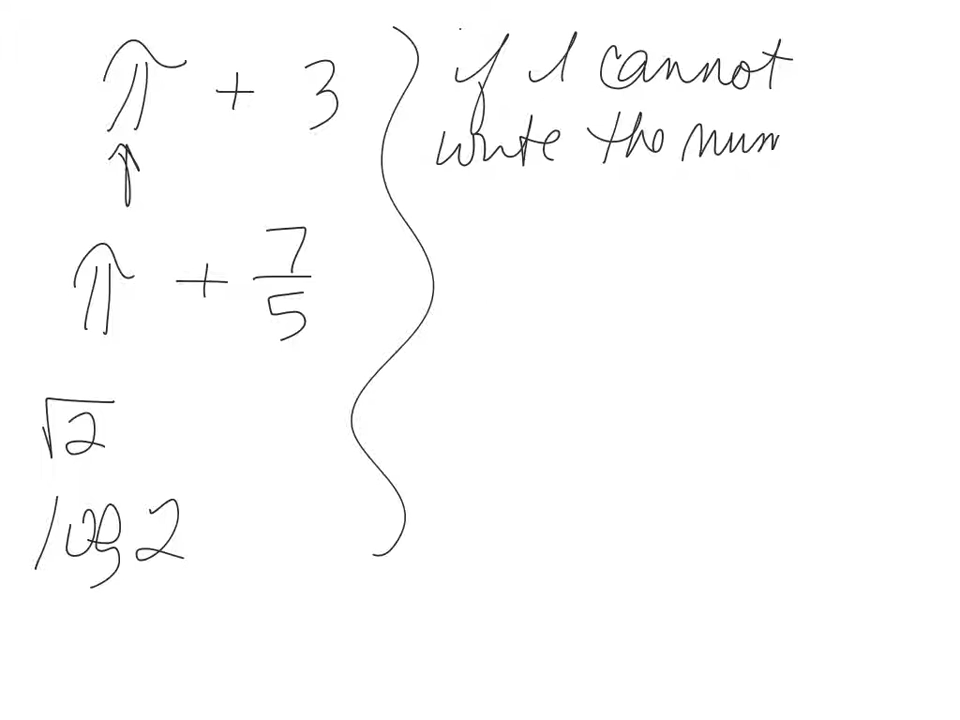 π + 3
if I cannot
write the num
π + 7/5
√2
log 2